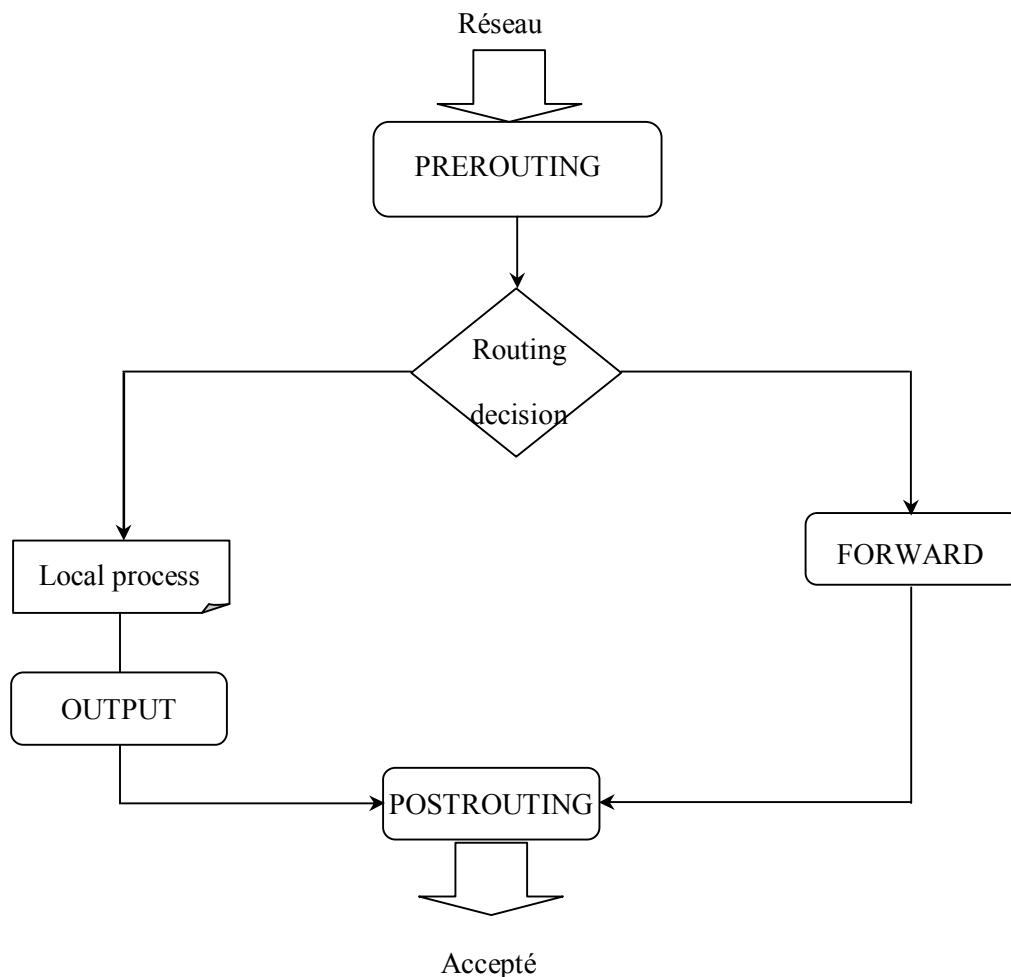 Réseau
PREROUTING
Routing
decision
Local process
FORWARD
OUTPUT
POSTROUTING
Accepté